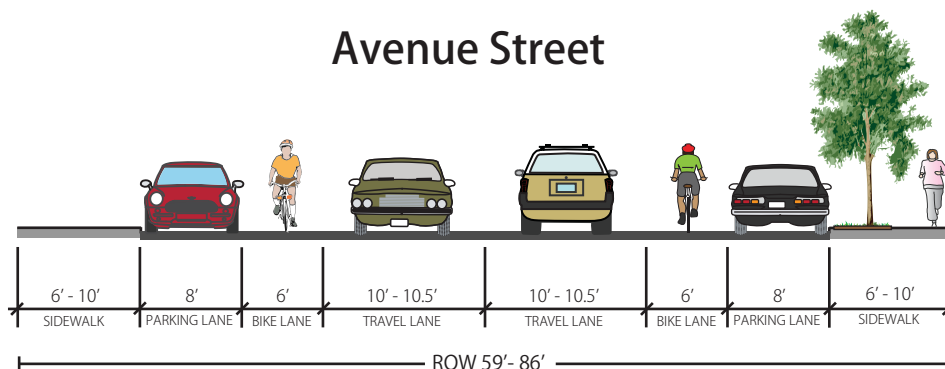 Avenue Street
6’ - 10’ 8’ 6’ 10’ - 10.5’ 10’ - 10.5’ 6’ 8’ 6’ - 10’
SIDEWALK PARKING LANE BIKE LANE TRAVEL LANE TRAVEL LANE BIKE LANE PARKING LANE SIDEWALK
ROW 59’- 86’